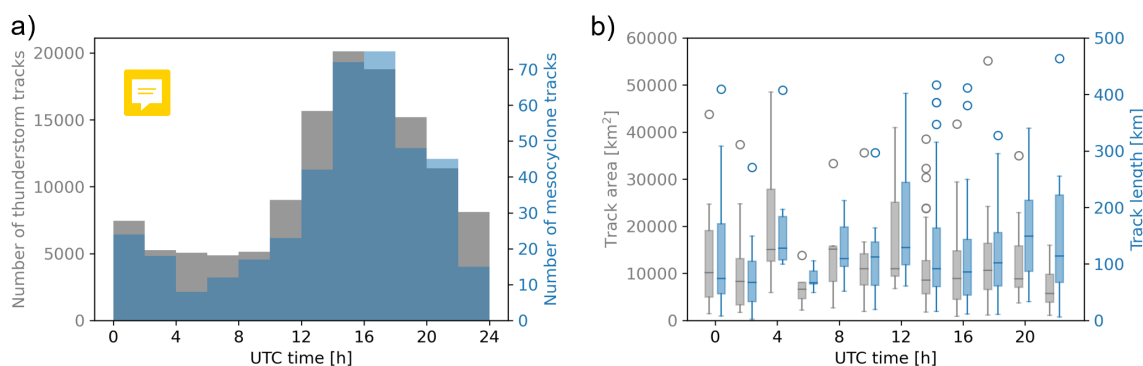 a)
Number of thunderstorm tracks
20000
15000
10000
5000
0
0 4 8 12 16 20 24
UTC time [h]
70
60
50
40
30
20
10
0
Number of mesocyclone tracks
b)
Track area [km²]
60000
50000
40000
30000
20000
10000
0
0 4 8 12 16 20
UTC time [h]
500
400
300
200
100
0
Track length [km]